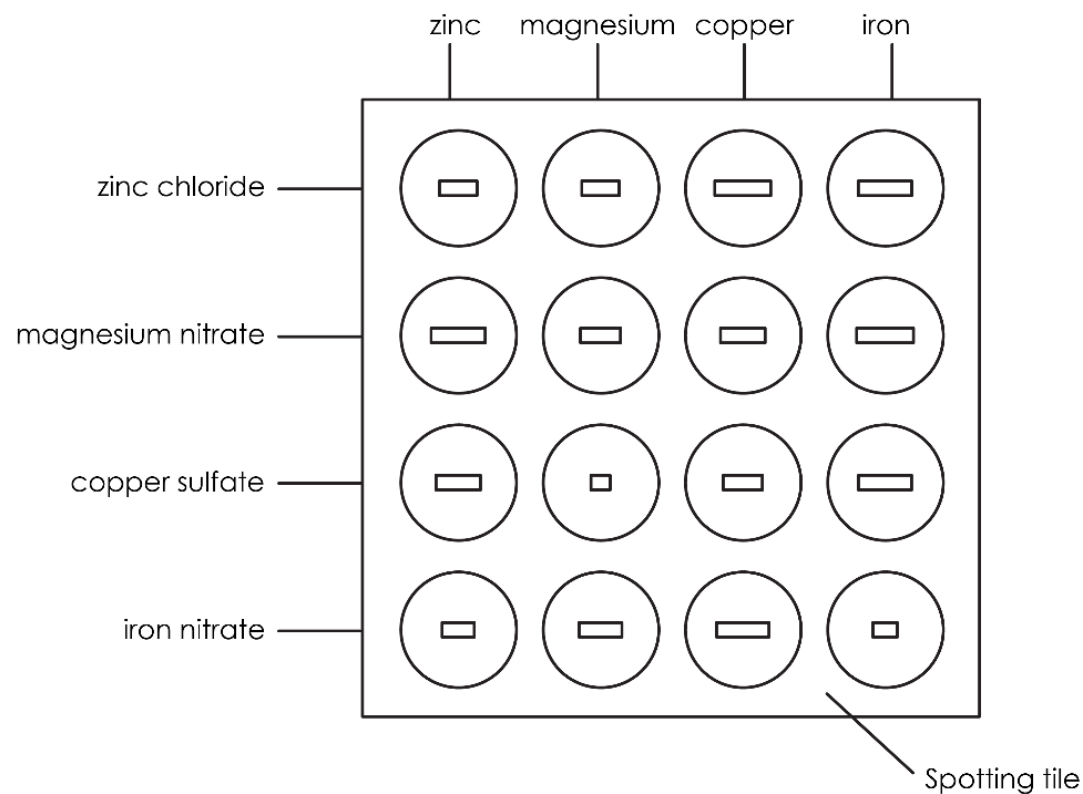 zinc magnesium copper iron
zinc chloride
magnesium nitrate
copper sulfate
iron nitrate
Spotting tile